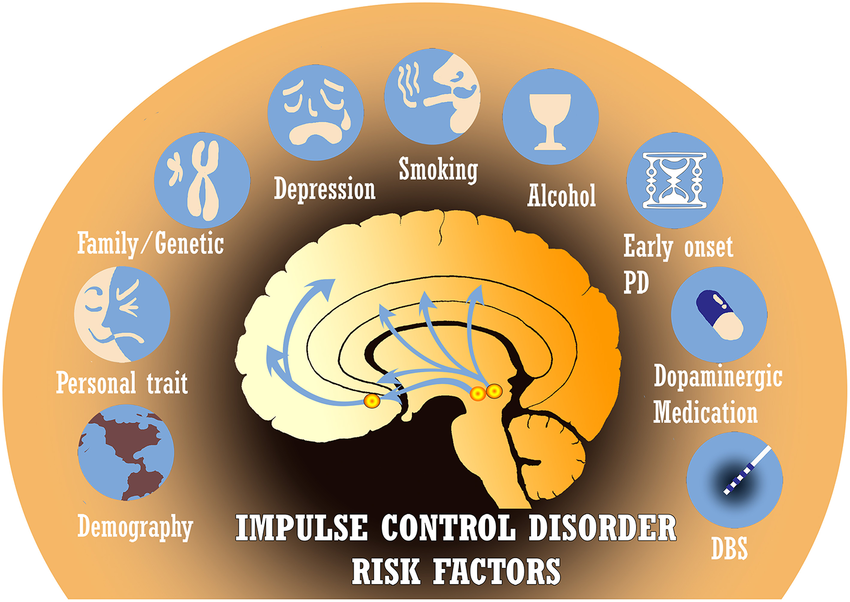 Smoking
Depression
Alcohol
Family/Genetic
Early onset
PD
Personal trait
Dopaminergic
Medication
Demography
IMPULSE CONTROL DISORDER
RISK FACTORS
DBS